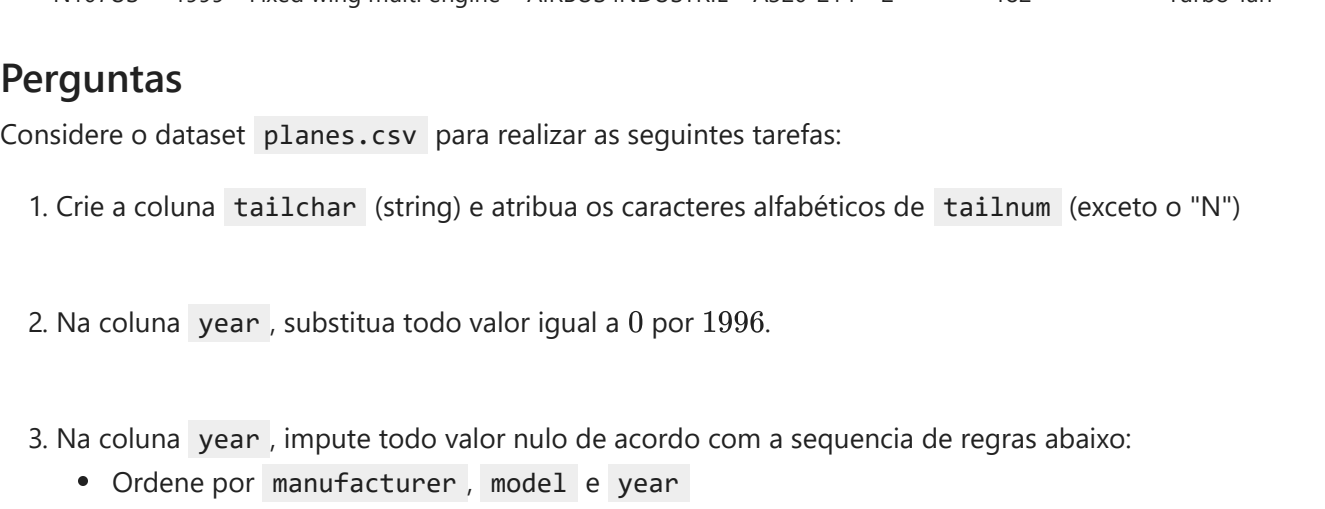 Perguntas
Considere o dataset planes.csv para realizar as seguintes tarefas:
1. Crie a coluna tailchar (string) e atribua os caracteres alfabéticos de tailnum (exceto o "N")
2. Na coluna year , substitua todo valor igual a 0 por 1996.
3. Na coluna year , impute todo valor nulo de acordo com a sequencia de regras abaixo:
• Ordene por manufacturer , model e year